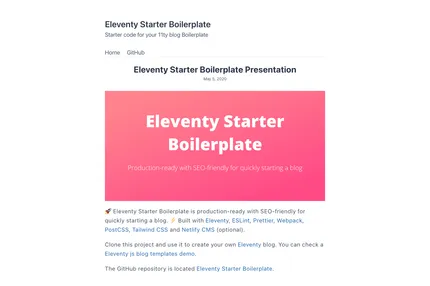 Eleventy Starter Boilerplate
Starter code for your 11ty blog Boilerplate
Home GitHub
Eleventy Starter Boilerplate Presentation
May 5, 2020
Eleventy Starter
Boilerplate
Production-ready with SEO-friendly for quickly starting a blog
🚀 Eleventy Starter Boilerplate is production-ready with SEO-friendly for
quickly starting a blog. ⚡ Built with Eleventy, ESLint, Prettier, Webpack,
PostCSS, Tailwind CSS and Netlify CMS (optional).
Clone this project and use it to create your own Eleventy blog. You can check a
Eleventy js blog templates demo.
The GitHub repository is located Eleventy Starter Boilerplate.